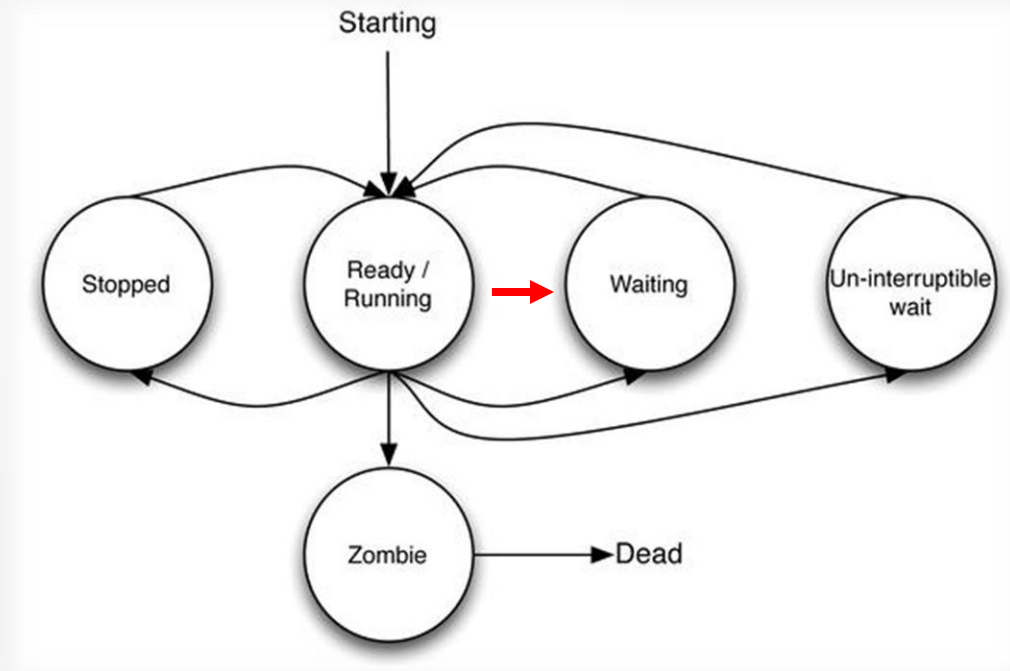 Starting
Stopped
Ready /
Running
Waiting
Un-interruptible
wait
Zombie
Dead